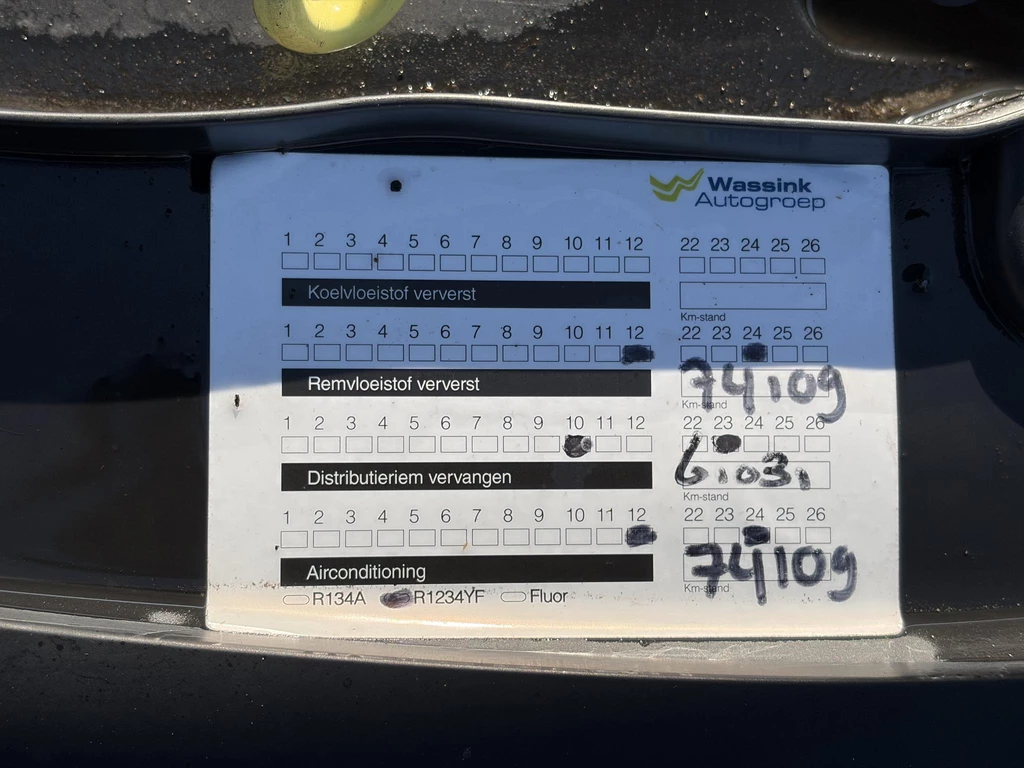 Wassink
Autogroep
1 2 3 4 5 6 7 8 9 10 11 12 22 23 24 25 26
Koelvloeistof ververst
Km-stand
1 2 3 4 5 6 7 8 9 10 11 12 22 23 24 25 26
Remvloeistof ververst 74109
Km-stand
1 2 3 4 5 6 7 8 9 10 11 12 22 23 24 25 26
Distributieriem vervangen
Km-stand
1 2 3 4 5 6 7 8 9 10 11 12 22 23 24 25 26
Airconditioning 74109
Km-stand
R134A R1234YF Fluor